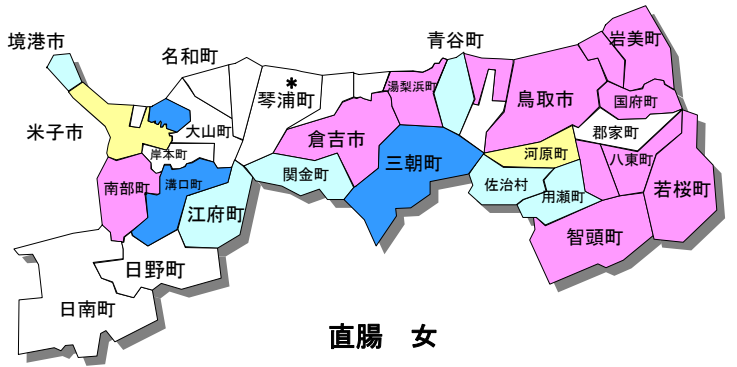 境港市
名和町
青谷町
岩美町
*
湯梨浜町
琴浦町
鳥取市
国府町
米子市
大山町
倉吉市
郡家町
岸本町
三朝町
河原町
八東町
関金町
南部町
溝口町
佐治村
用瀬町
若桜町
江府町
智頭町
日野町
日南町
直腸 女